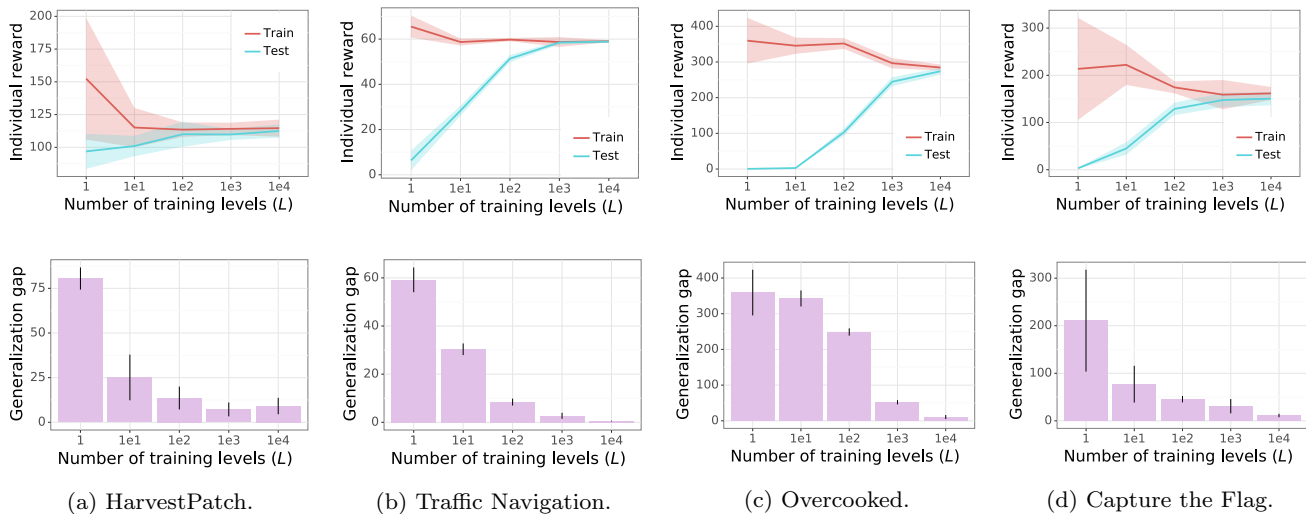 Individual reward
200
175
150
125
100
Train
Test
1 1e1 1e2 1e3 1e4
Number of training levels (L)
Individual reward
60
40
20
0
Train
Test
1 1e1 1e2 1e3 1e4
Number of training levels (L)
Individual reward
400
300
200
100
0
Train
Test
1 1e1 1e2 1e3 1e4
Number of training levels (L)
Individual reward
300
200
100
0
Train
Test
1 1e1 1e2 1e3 1e4
Number of training levels (L)
Generalization gap
75
50
25
0
1 1e1 1e2 1e3 1e4
Number of training levels (L)
Generalization gap
60
40
20
0
1 1e1 1e2 1e3 1e4
Number of training levels (L)
Generalization gap
400
300
200
100
0
1 1e1 1e2 1e3 1e4
Number of training levels (L)
Generalization gap
300
200
100
0
1 1e1 1e2 1e3 1e4
Number of training levels (L)
(a) HarvestPatch.
(b) Traffic Navigation.
(c) Overcooked.
(d) Capture the Flag.